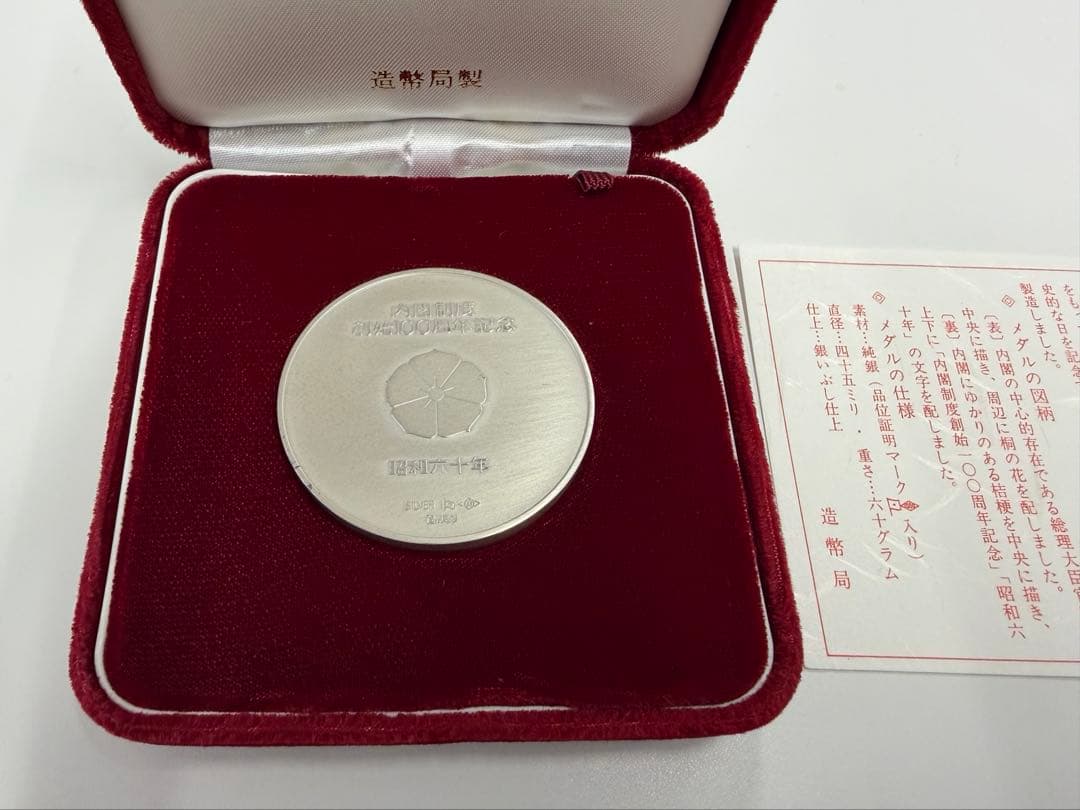 造幣局製
内閣制度
創始100周年記念
昭和六十年
SILVER
造幣局
をもつ
史的な日を記念
製造しました。
◎ メダルの図柄
〔表〕内閣の中心的存在である総理大臣官
中央に描き、周辺に桐の花を配しました。
〔裏〕内閣にゆかりのある桔梗を中央に描き、
上下に「内閣制度創始一〇〇周年記念」「昭和六
十年」の文字を配しました。
◎ メダルの仕様
素材…純銀(品位証明マーク入り)
直径…四十五ミリ・重さ…六十グラム
仕上…銀いぶし仕上
造幣局